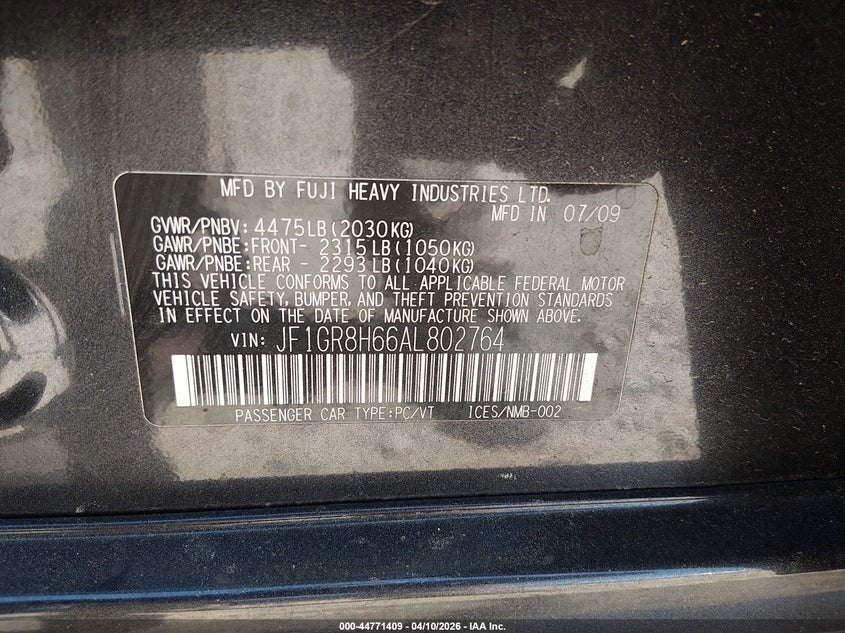 MFD BY FUJI HEAVY INDUSTRIES LTD.
MFD IN 07/09
GVWR/PNBV: 4475LB(2030KG)
GAWR/PNBE:FRONT- 2315LB(1050KG)
GAWR/PNBE:REAR - 2293LB(1040KG)
THIS VEHICLE CONFORMS TO ALL APPLICABLE FEDERAL MOTOR
VEHICLE SAFETY, BUMPER, AND THEFT PREVENTION STANDARDS
IN EFFECT ON THE DATE OF MANUFACTURE SHOWN ABOVE.
VIN: JF1GR8H66AL802764
PASSENGER CAR TYPE:PC/VT ICES/NMB-002
000-44771409 - 04/10/2026 - IAA Inc.